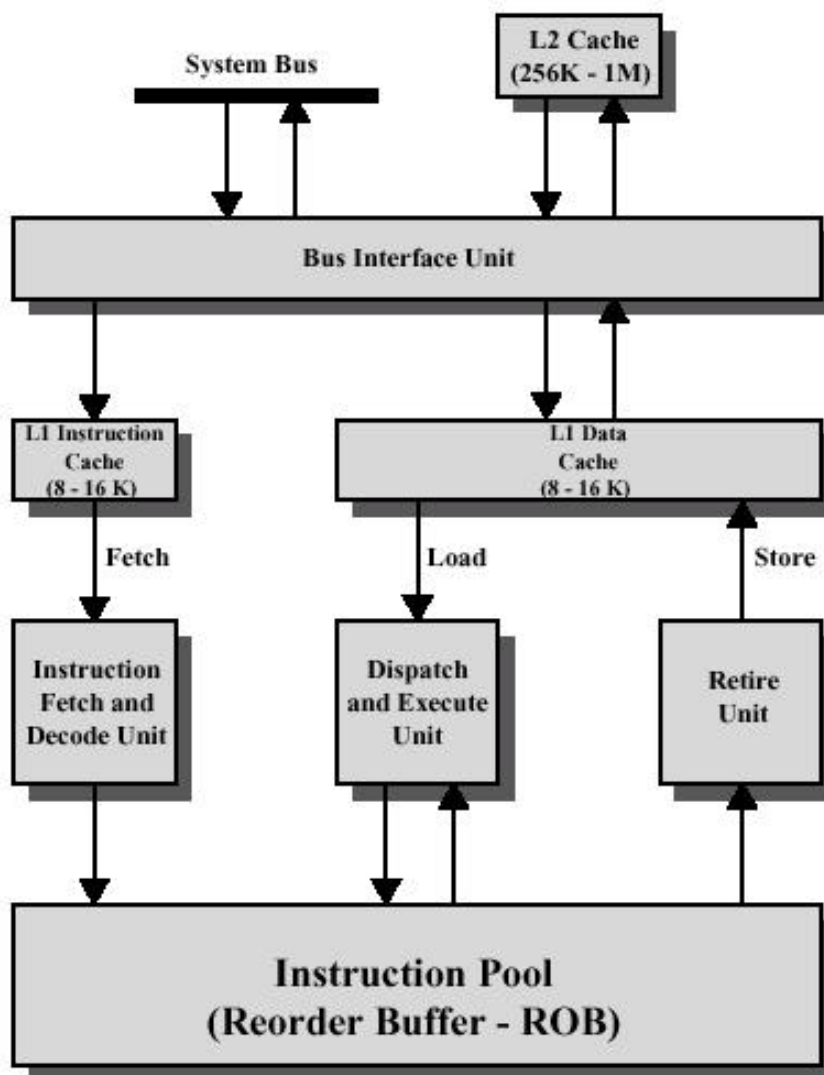 System Bus
L2 Cache
(256K - 1M)
Bus Interface Unit
L1 Instruction
Cache
(8 - 16 K)
L1 Data
Cache
(8 - 16 K)
Fetch
Load
Store
Instruction
Fetch and
Decode Unit
Dispatch
and Execute
Unit
Retire
Unit
Instruction Pool
(Reorder Buffer - ROB)